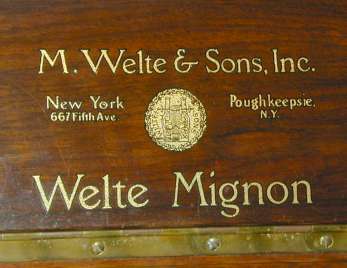 M. Welte & Sons, Inc.
New York
667 Fifth Ave.
Poughkeepsie,
N.Y.
Welte Mignon